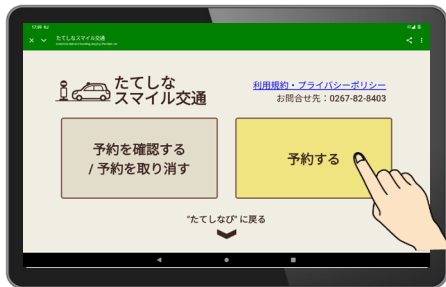 たてしなスマイル交通
たてしな
スマイル交通
利用規約・プライバシーポリシー
お問合せ先：0267-82-8403
予約を確認する
/ 予約を取り消す
予約する
"たてしなび" に戻る